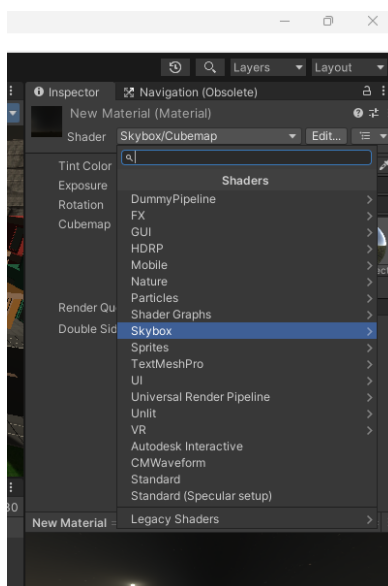 Layers
Layout
Inspector
Navigation (Obsolete)
New Material (Material)
Shader
Skybox/Cubemap
Edit...
Tint Color
Exposure
Rotation
Cubemap
Render Qu
Double Sid
Shaders
DummyPipeline
FX
GUI
HDRP
Mobile
Nature
Particles
Shader Graphs
Skybox
Sprites
TextMeshPro
UI
Universal Render Pipeline
Unlit
VR
Autodesk Interactive
CMWaveform
Standard
Standard (Specular setup)
Legacy Shaders
New Material